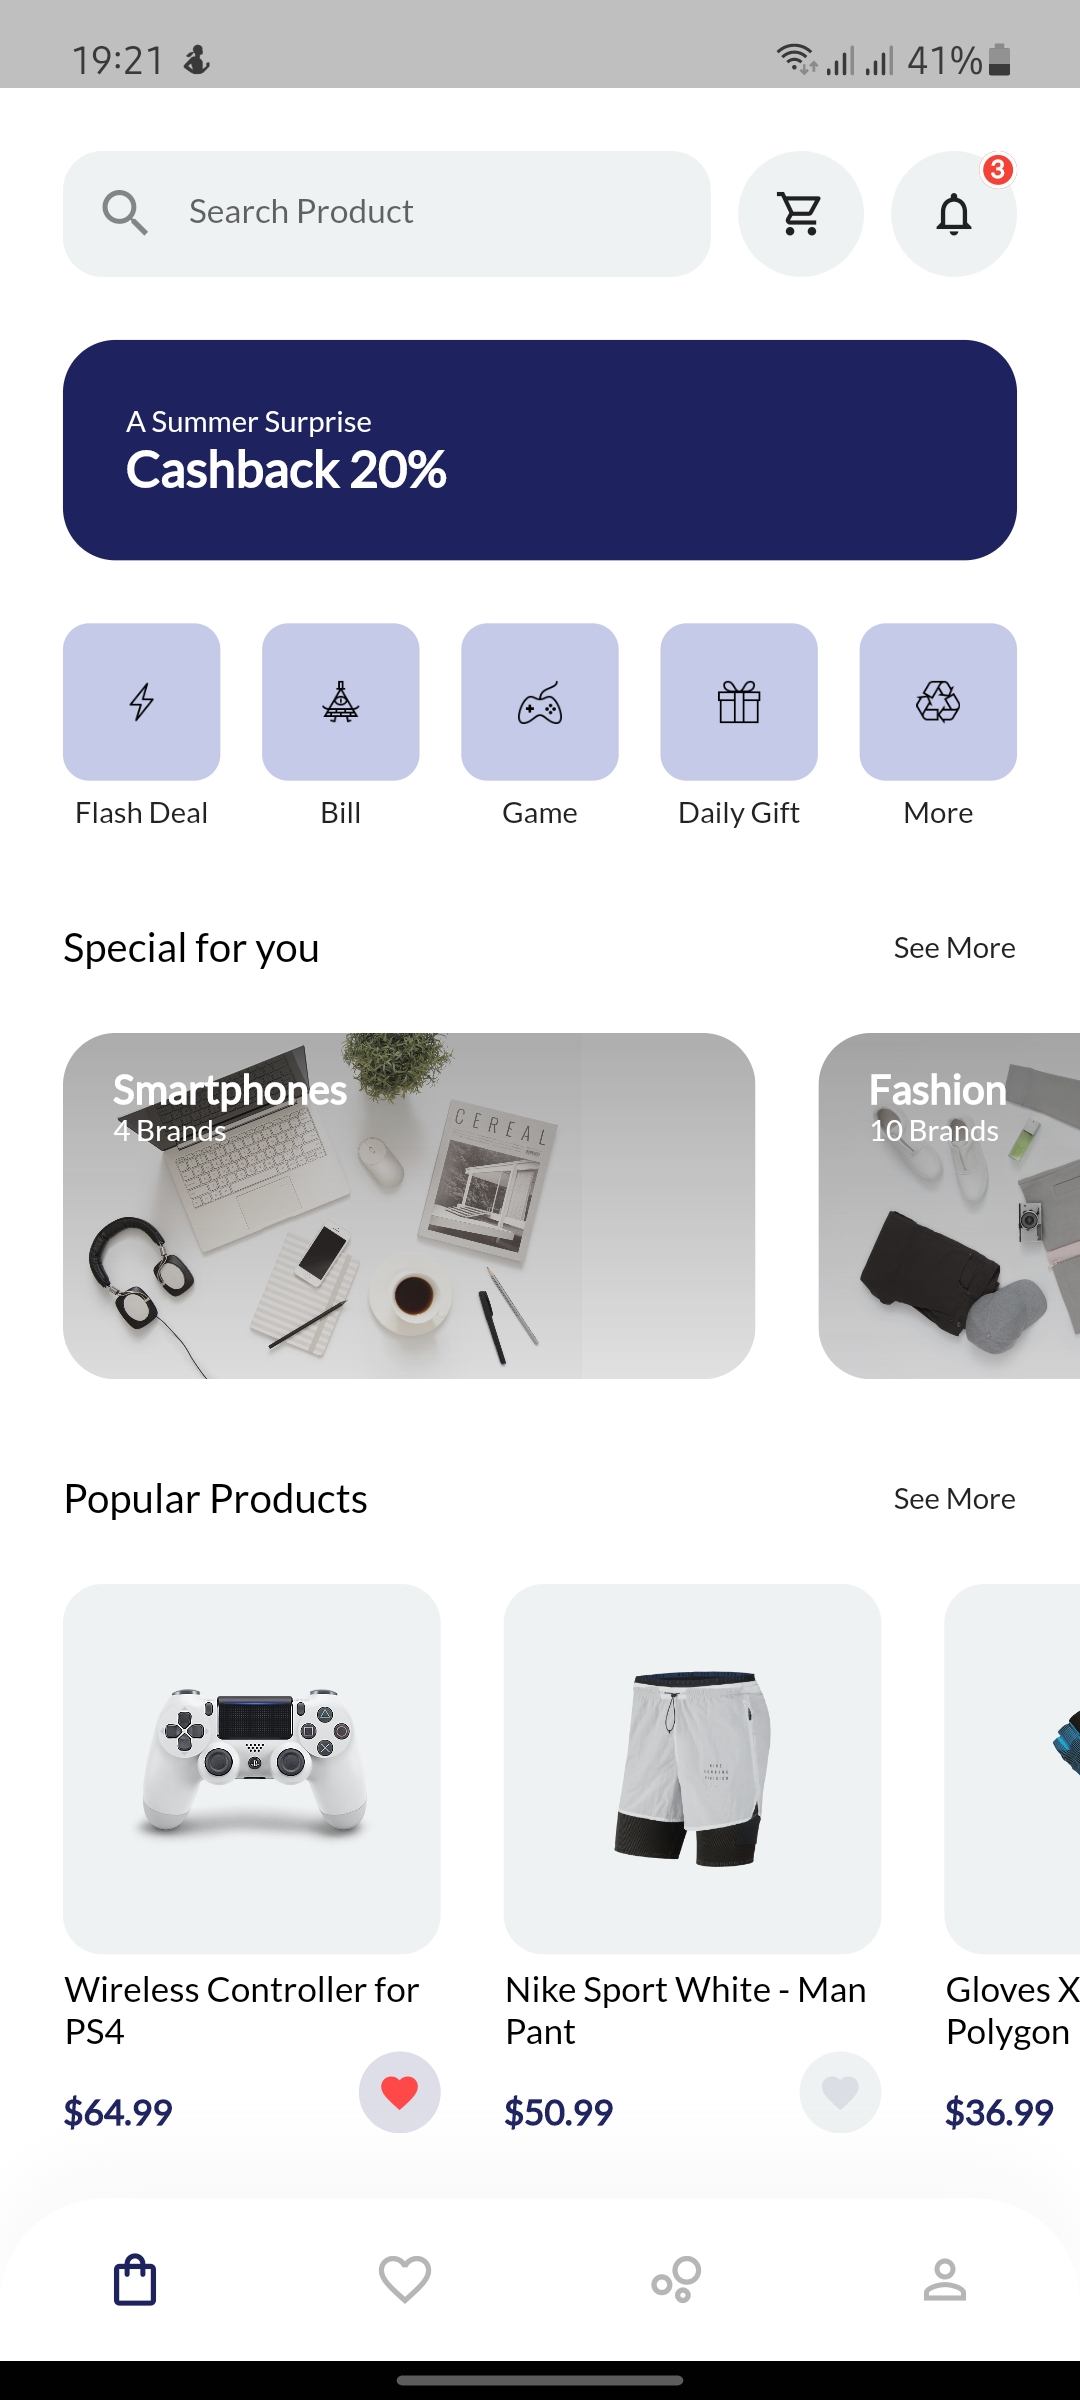 19:21
41%
Search Product
3
A Summer Surprise
Cashback 20%
Flash Deal
Bill
Game
Daily Gift
More
Special for you
See More
Smartphones
4 Brands
CEREAL
Fashion
10 Brands
Popular Products
See More
Wireless Controller for
PS4
$64.99
Nike Sport White - Man
Pant
$50.99
Gloves X
Polygon
$36.99